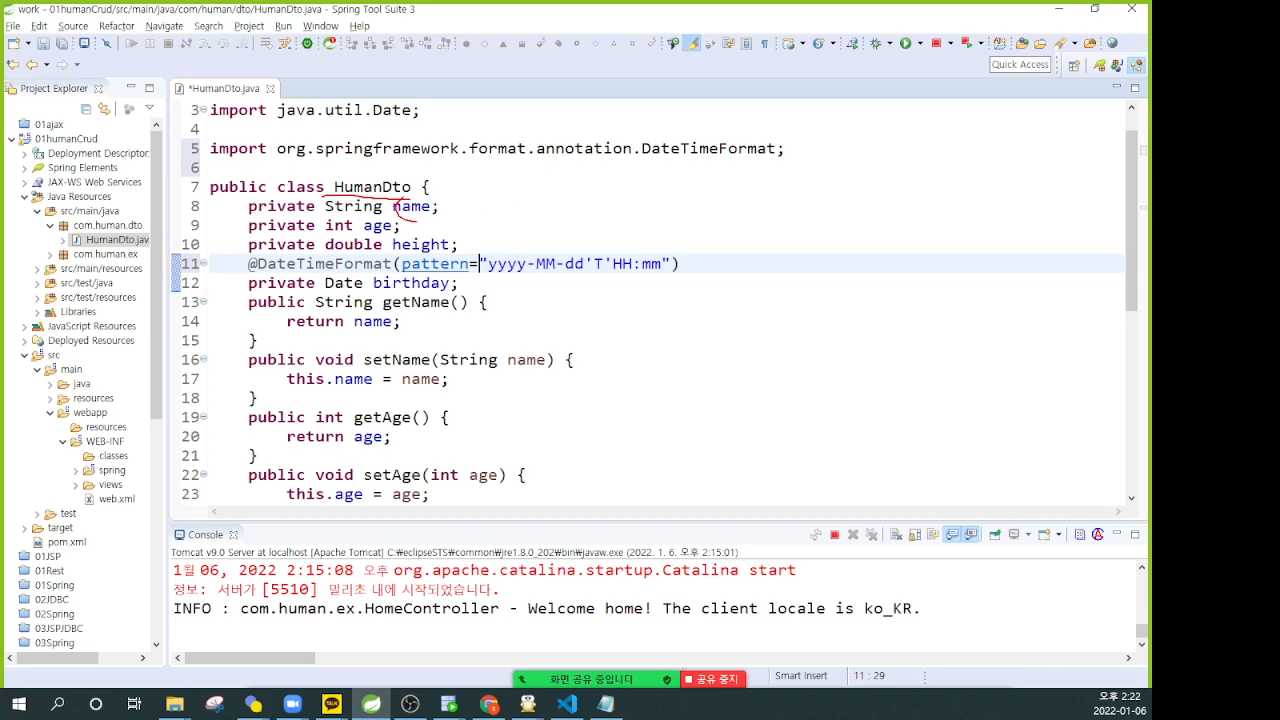 work - 01humanCrud/src/main/java/com/human/dto/HumanDto.java - Spring Tool Suite 3
File Edit Source Refactor Navigate Search Project Run Window Help
Quick Access
Project Explorer
*HumanDto.java
01ajax
01humanCrud
Deployment Descriptor:
Spring Elements
JAX-WS Web Services
Java Resources
src/main/java
com.human.dto
HumanDto.jav
com.human.ex
src/main/resources
src/test/java
src/test/resources
Libraries
JavaScript Resources
Deployed Resources
src
main
java
resources
webapp
resources
WEB-INF
classes
spring
views
web.xml
test
target
pom.xml
01JSP
01Rest
01Spring
02JDBC
02Spring
03JSPJDBC
03Spring
3 import java.util.Date;
4
5 import org.springframework.format.annotation.DateTimeFormat;
6
7 public class HumanDto {
8 private String name;
9 private int age;
10 private double height;
11 @DateTimeFormat(pattern="yyyy-MM-dd'T'HH:mm")
12 private Date birthday;
13 public String getName() {
14 return name;
15 }
16 public void setName(String name) {
17 this.name = name;
18 }
19 public int getAge() {
20 return age;
21 }
22 public void setAge(int age) {
23 this.age = age;
Console
Tomcat v9.0 Server at localhost [Apache Tomcat] C:₩eclipseSTS₩common₩jre1.8.0_202₩bin₩javaw.exe (2022. 1. 6. 오후 2:15:01)
1월 06, 2022 2:15:08 오후 org.apache.catalina.startup.Catalina start
정보: 서버가 [5510] 밀리초 내에 시작되었습니다.
INFO : com.human.ex.HomeController - Welcome home! The client locale is ko_KR.
화면 공유 중입니다 공유 중지
Smart Insert 11 : 29
TALK
오후 2:22
2022-01-06